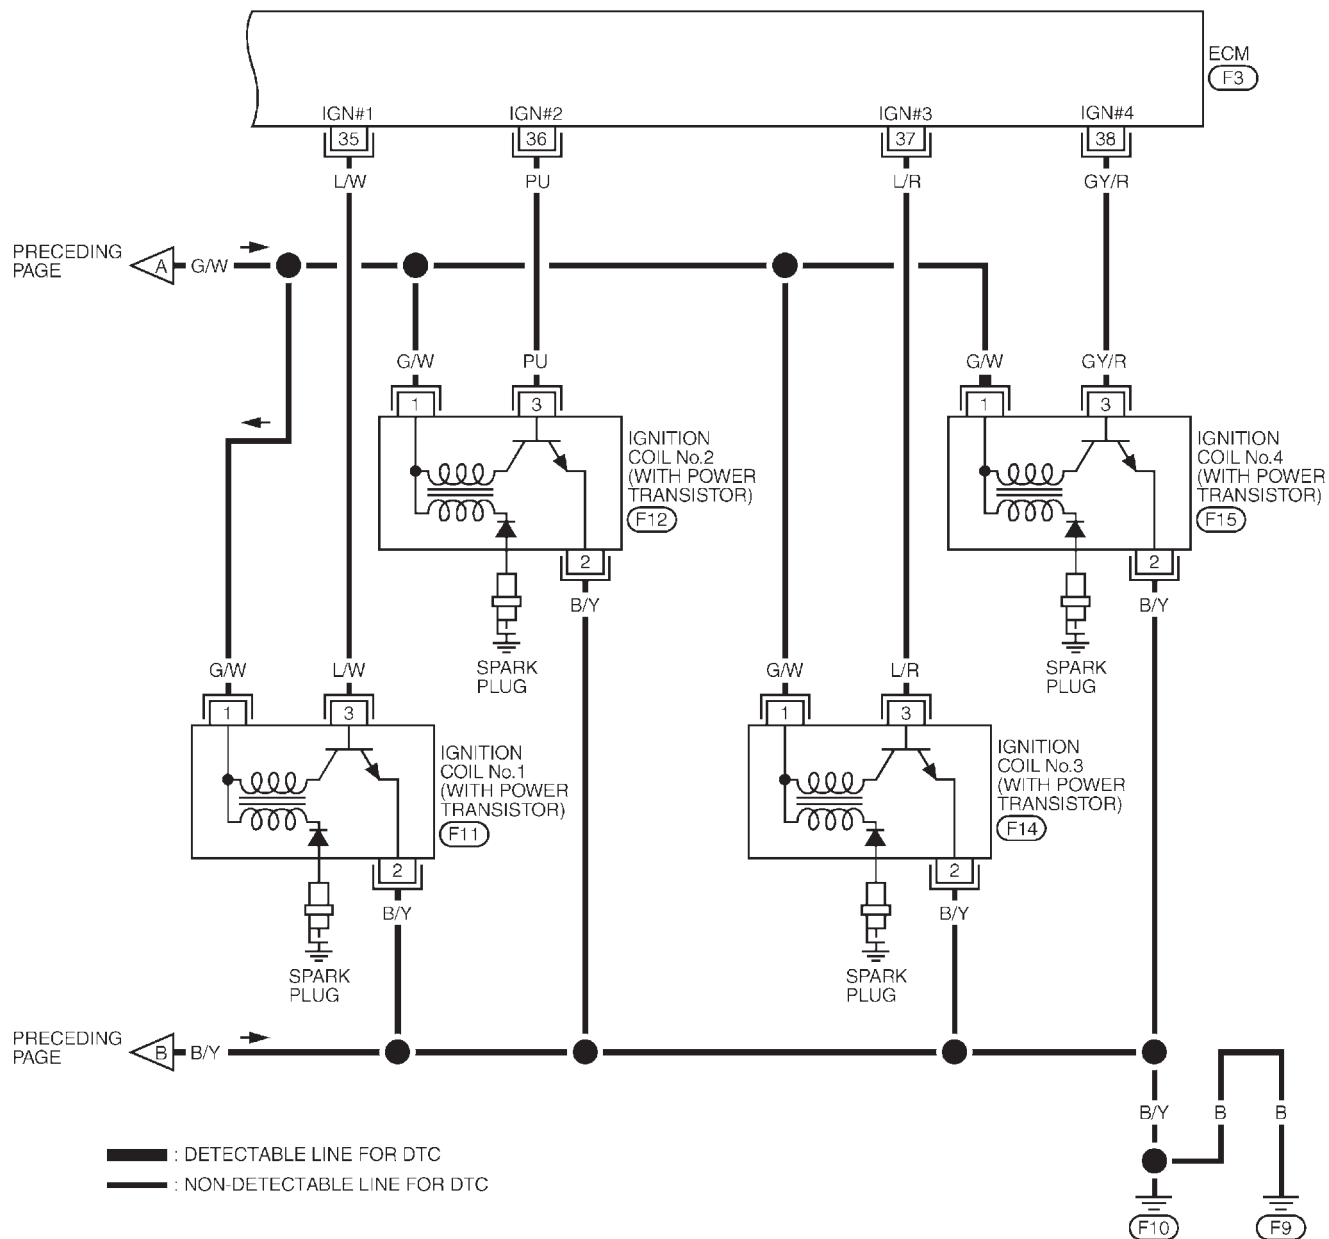 ECM
F3
IGN#1
IGN#2
IGN#3
IGN#4
35
36
37
38
L/W
PU
L/R
GY/R
PRECEDING
PAGE
A
G/W
G/W
PU
G/W
GY/R
1
3
1
3
IGNITION
COIL No.2
(WITH POWER
TRANSISTOR)
F12
IGNITION
COIL No.4
(WITH POWER
TRANSISTOR)
F15
2
2
B/Y
B/Y
SPARK
PLUG
SPARK
PLUG
G/W
L/W
G/W
L/R
1
3
1
3
IGNITION
COIL No.1
(WITH POWER
TRANSISTOR)
F11
IGNITION
COIL No.3
(WITH POWER
TRANSISTOR)
F14
2
2
B/Y
B/Y
SPARK
PLUG
SPARK
PLUG
PRECEDING
PAGE
B
B/Y
B/Y
B
B
: DETECTABLE LINE FOR DTC
: NON-DETECTABLE LINE FOR DTC
F10
F9